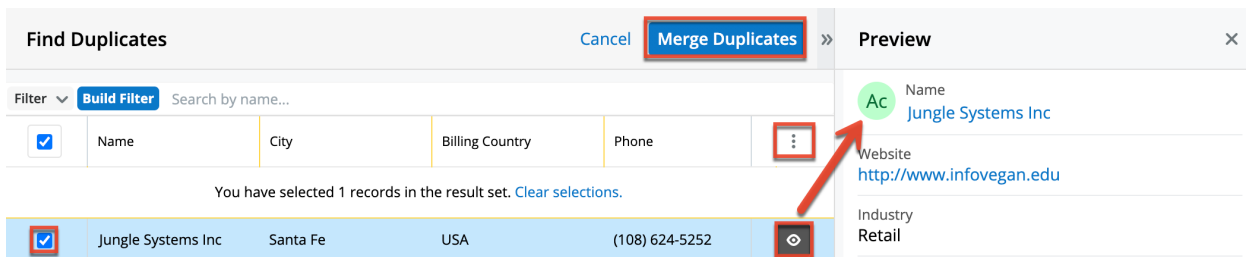 Find Duplicates Cancel Merge Duplicates » Preview ×
Filter Build Filter Search by name...
Name City Billing Country Phone
You have selected 1 records in the result set. Clear selections.
Jungle Systems Inc Santa Fe USA (108) 624-5252
Ac
Name
Jungle Systems Inc
Website
http://www.infovegan.edu
Industry
Retail